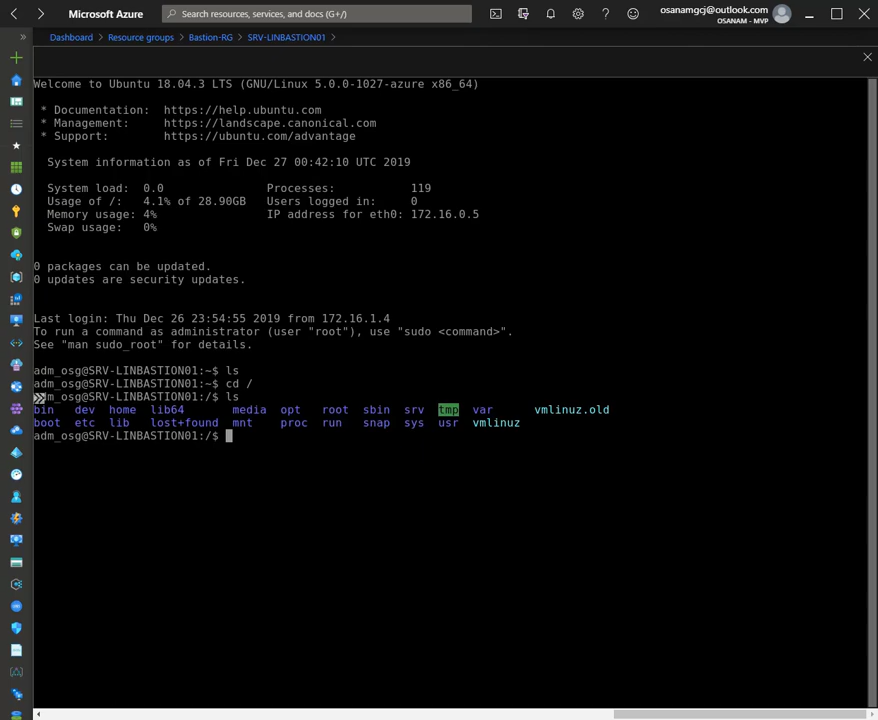 Microsoft Azure
Search resources, services, and docs (G+/)
osanamgcj@outlook.com
OSANAM - MVP
Dashboard > Resource groups > Bastion-RG > SRV-LINBASTION01 >
Welcome to Ubuntu 18.04.3 LTS (GNU/Linux 5.0.0-1027-azure x86_64)
* Documentation:  https://help.ubuntu.com
* Management:     https://landscape.canonical.com
* Support:        https://ubuntu.com/advantage
System information as of Fri Dec 27 00:42:10 UTC 2019
System load:  0.0                Processes:           119
Usage of /:   4.1% of 28.90GB   Users logged in:     0
Memory usage: 4%                IP address for eth0: 172.16.0.5
Swap usage:   0%
0 packages can be updated.
0 updates are security updates.
Last login: Thu Dec 26 23:54:55 2019 from 172.16.1.4
To run a command as administrator (user "root"), use "sudo <command>".
See "man sudo_root" for details.
adm_osg@SRV-LINBASTION01:~$ ls
adm_osg@SRV-LINBASTION01:~$ cd /
dm_osg@SRV-LINBASTION01:/$ ls
bin   dev  home  lib64       media  opt   root  sbin  srv  tmp  var      vmlinuz.old
boot  etc  lib   lost+found  mnt    proc  run   snap  sys  usr  vmlinuz
adm_osg@SRV-LINBASTION01:/$